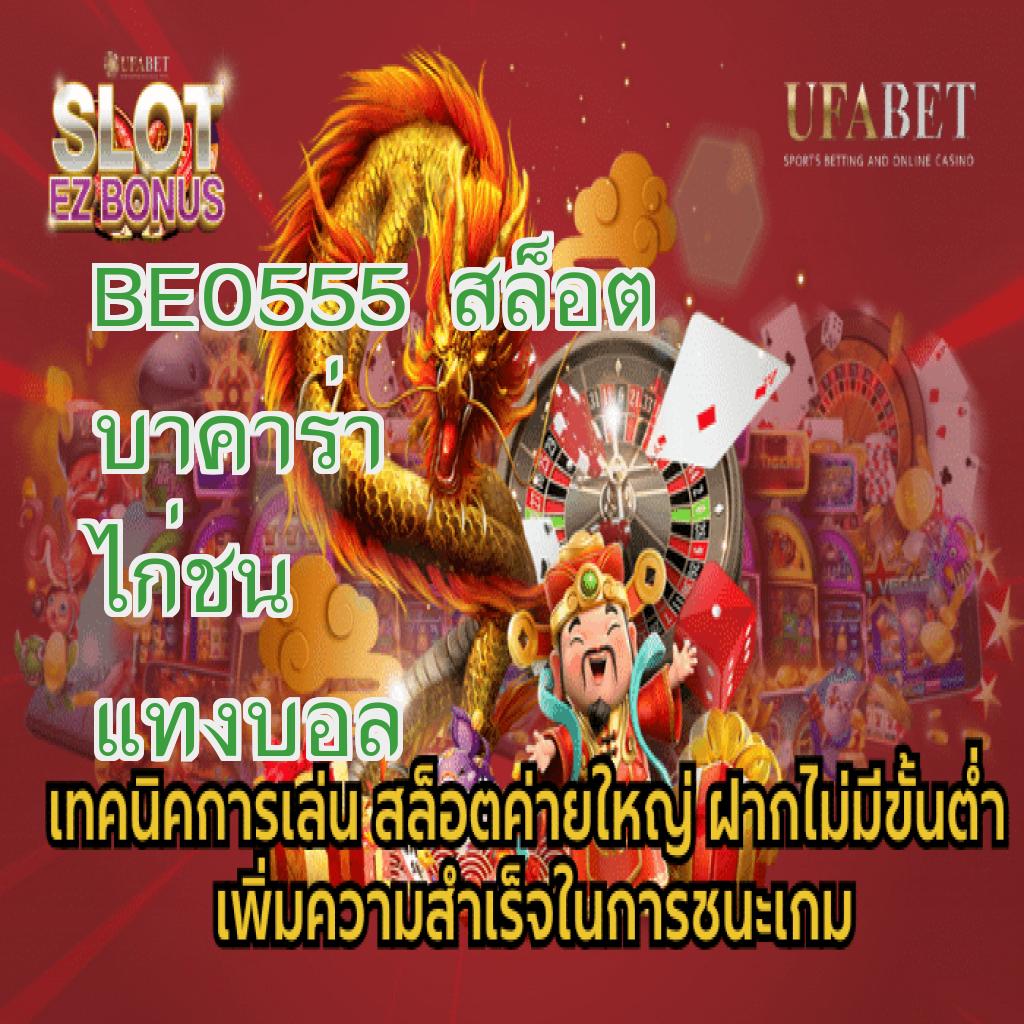 UFABET
SLOT
EZ BONUS
UFABET
SPORTS BETTING AND ONLINE CASINO
BEO555 สล็อต
บาคาร่า
ไก่ชน
แทงบอล
เทคนิคการเล่น สล็อตค่ายใหญ่ ฝากไม่มีขั้นต่ำ
เพิ่มความสำเร็จในการชนะเกม